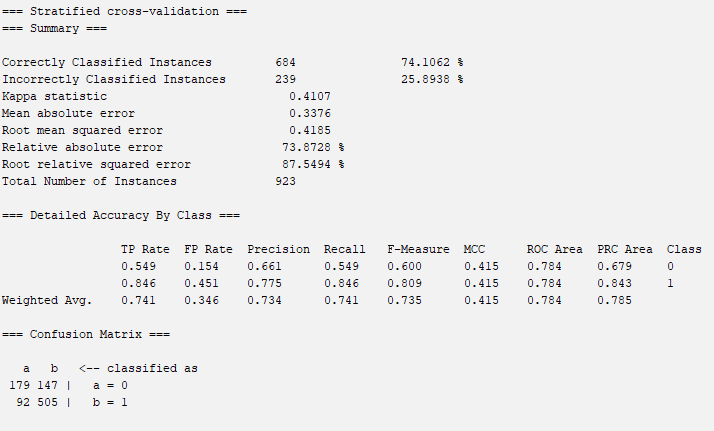 === Stratified cross-validation ===
=== Summary ===
Correctly Classified Instances 684 74.1062 %
Incorrectly Classified Instances 239 25.8938 %
Kappa statistic 0.4107
Mean absolute error 0.3376
Root mean squared error 0.4185
Relative absolute error 73.8728 %
Root relative squared error 87.5494 %
Total Number of Instances 923
=== Detailed Accuracy By Class ===
TP Rate FP Rate Precision Recall F-Measure MCC ROC Area PRC Area Class
0.549 0.154 0.661 0.549 0.600 0.415 0.784 0.679 0
0.846 0.451 0.775 0.846 0.809 0.415 0.784 0.843 1
Weighted Avg. 0.741 0.346 0.734 0.741 0.735 0.415 0.784 0.785
=== Confusion Matrix ===
a b <-- classified as
179 147 | a = 0
92 505 | b = 1